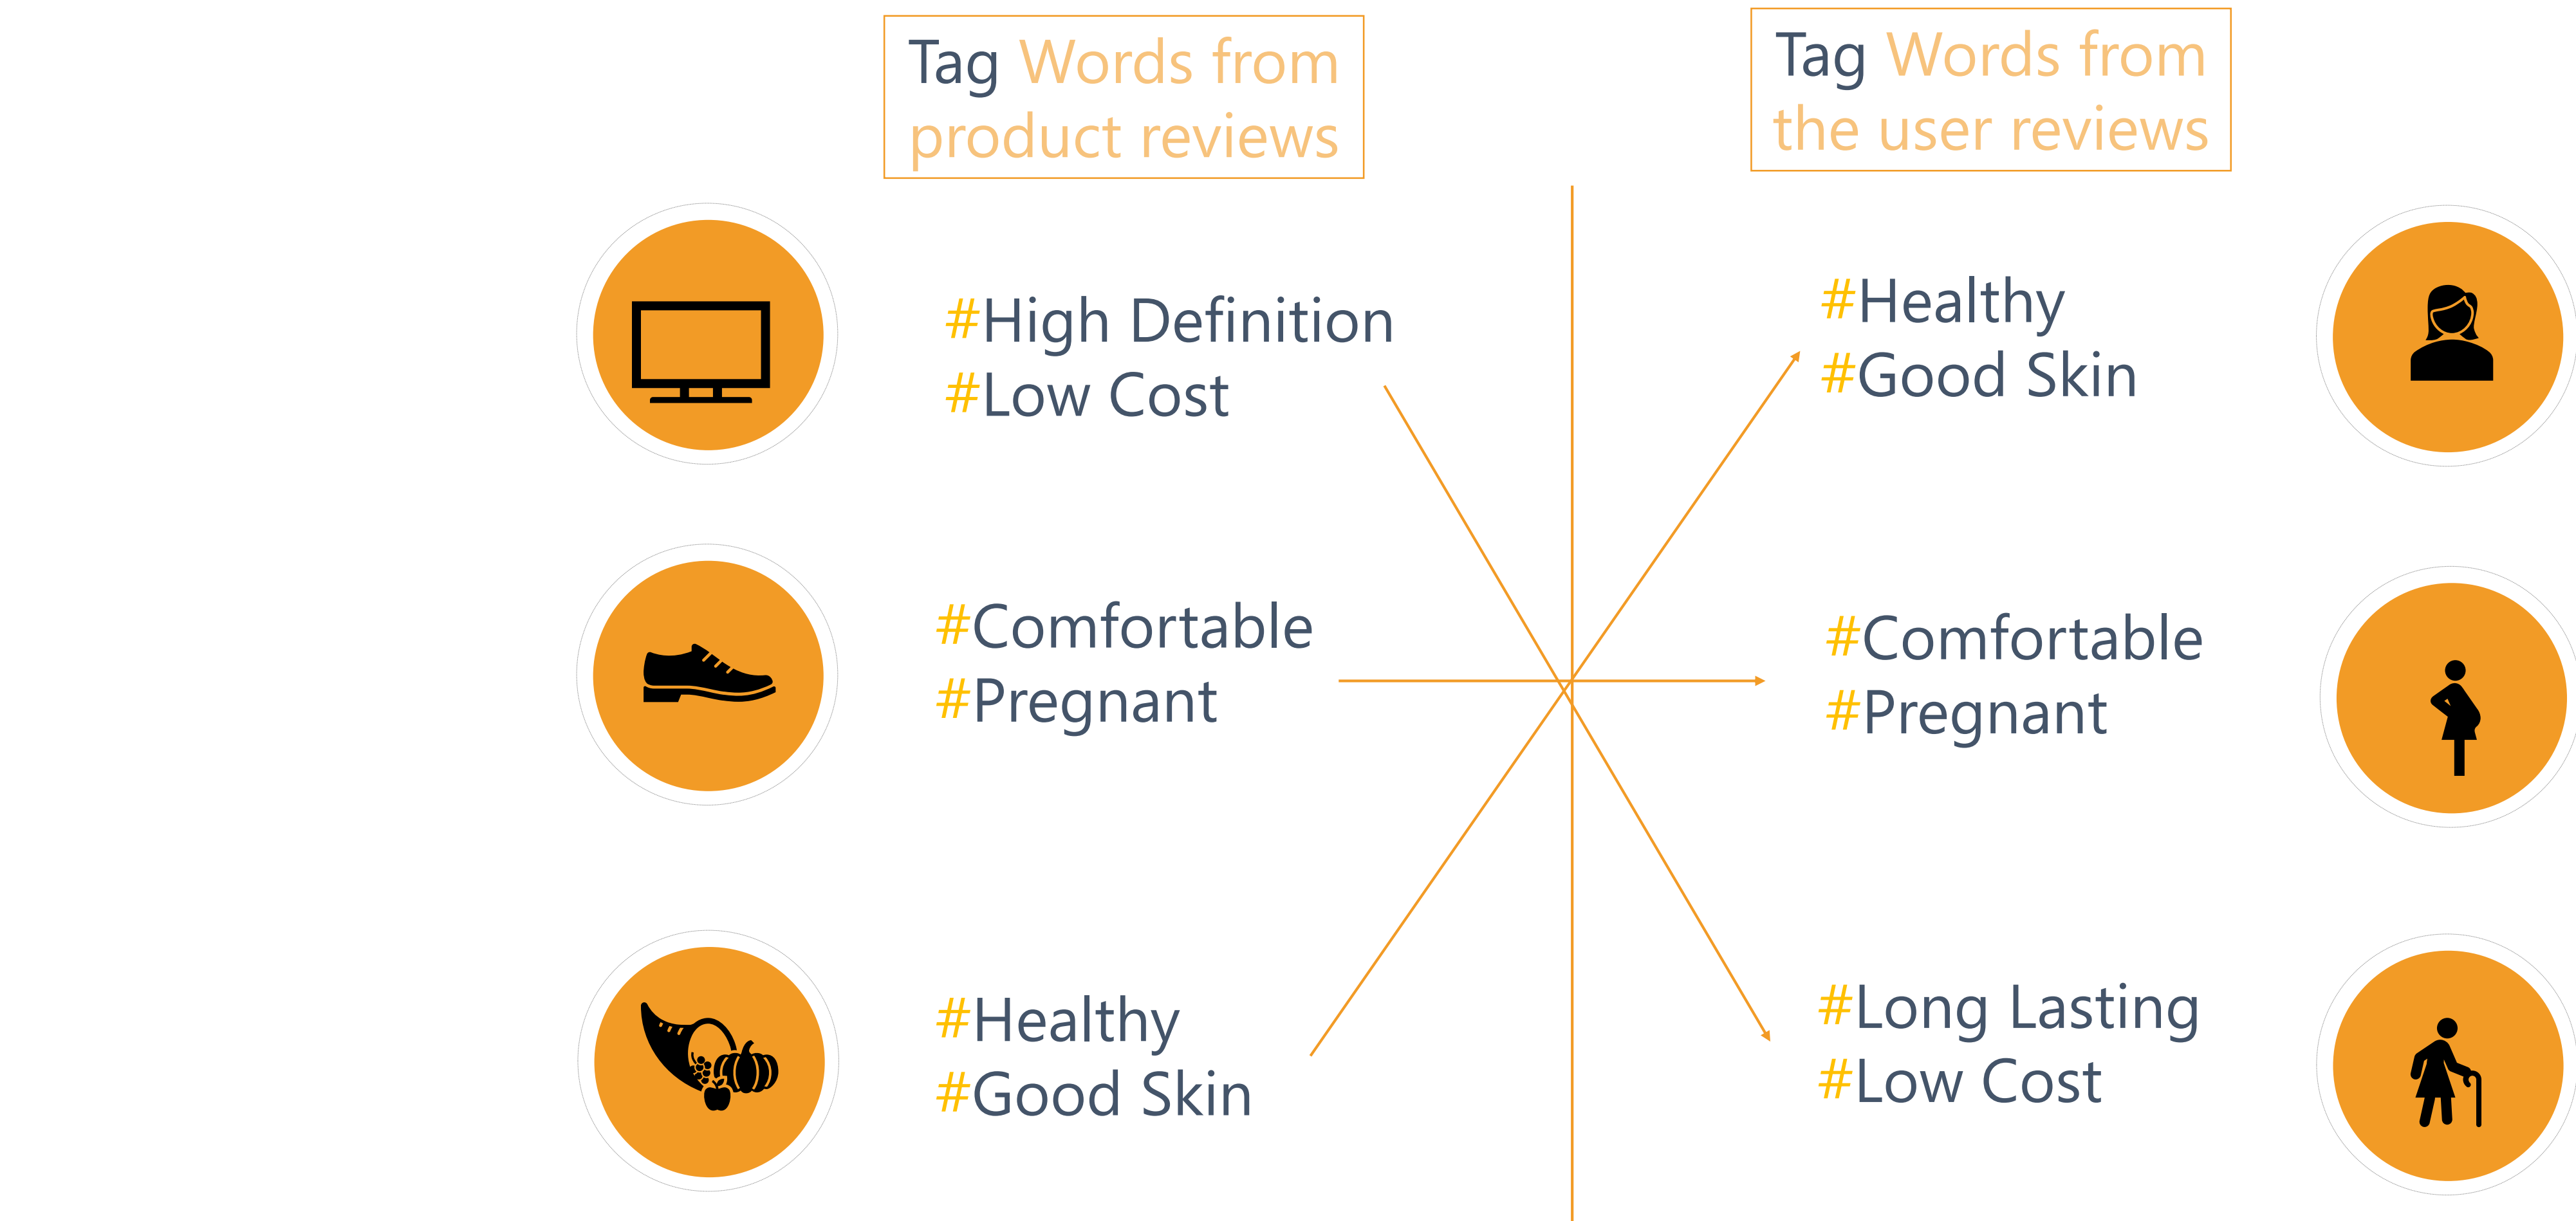 Tag Words from
product reviews
Tag Words from
the user reviews
#High Definition
#Low Cost
#Healthy
#Good Skin
#Comfortable
#Pregnant
#Comfortable
#Pregnant
#Healthy
#Good Skin
#Long Lasting
#Low Cost